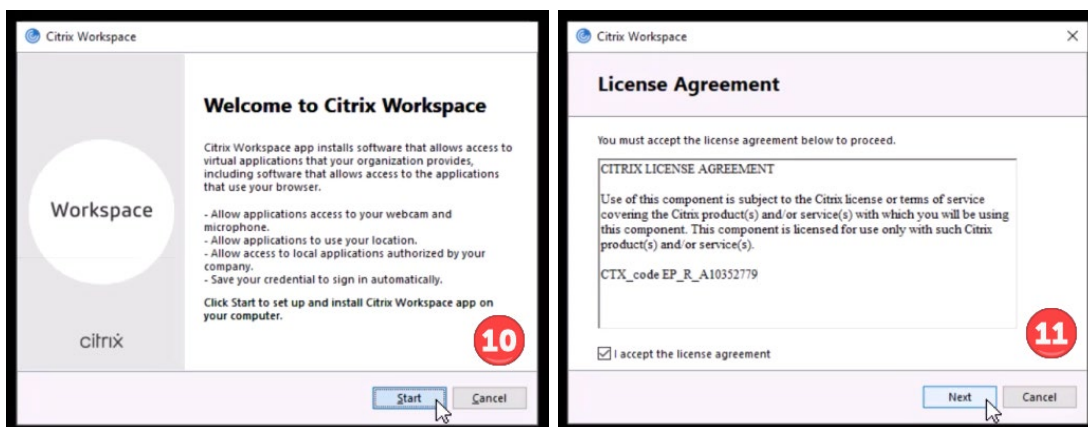 Citrix Workspace
Workspace
citrix
Welcome to Citrix Workspace
Citrix Workspace app installs software that allows access to
virtual applications that your organization provides,
including software that allows access to the applications
that use your browser.
- Allow applications access to your webcam and
microphone.
- Allow applications to use your location.
- Allow access to local applications authorized by your
company.
- Save your credential to sign in automatically.
Click Start to set up and install Citrix Workspace app on
your computer.
10
Start
Cancel
Citrix Workspace
License Agreement
You must accept the license agreement below to proceed.
CITRIX LICENSE AGREEMENT
Use of this component is subject to the Citrix license or terms of service
covering the Citrix product(s) and/or service(s) with which you will be using
this component. This component is licensed for use only with such Citrix
product(s) and/or service(s).
CTX_code EP_R_A10352779
11
I accept the license agreement
Next
Cancel